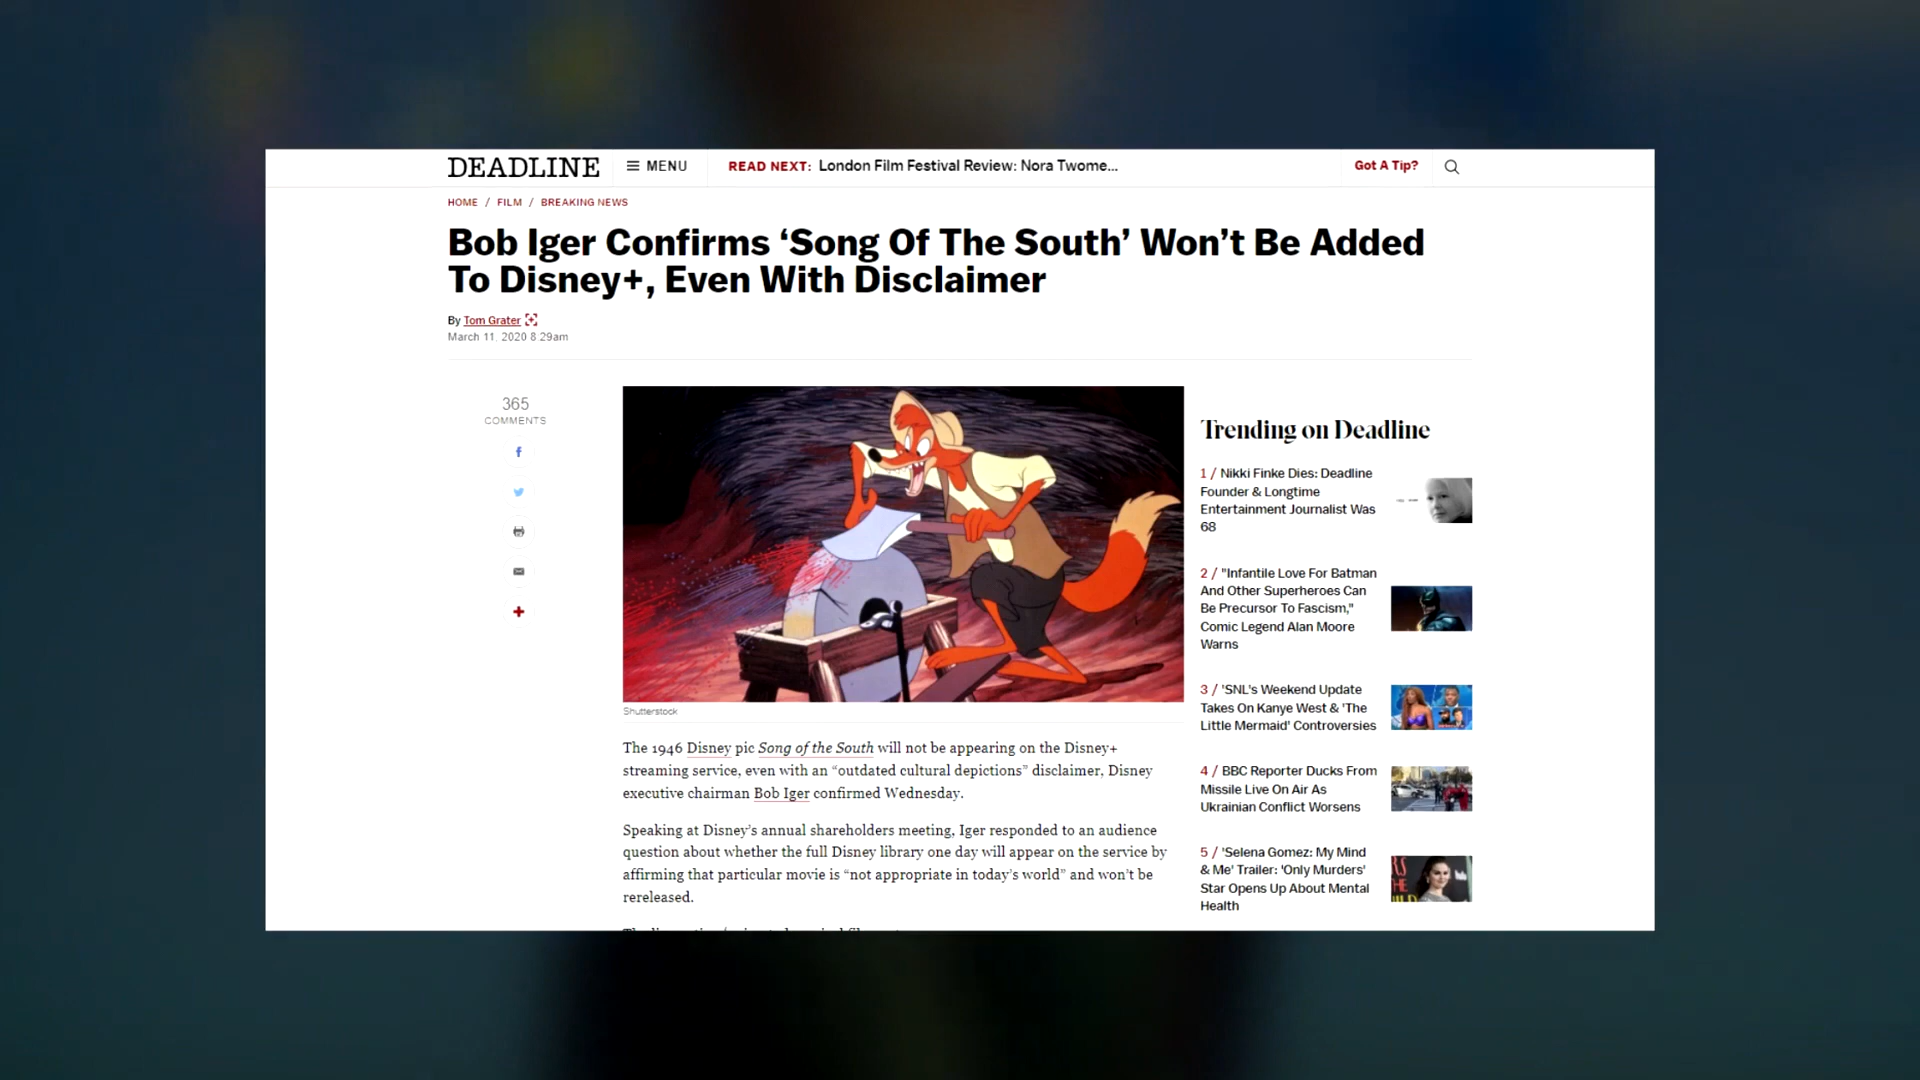 DEADLINE
MENU
READ NEXT: London Film Festival Review: Nora Twome...
Got A Tip?
HOME / FILM / BREAKING NEWS
Bob Iger Confirms ‘Song Of The South’ Won’t Be Added
To Disney+, Even With Disclaimer
By Tom Grater
March 11, 2020 8:29am
365
COMMENTS
Shutterstock
The 1946 Disney pic Song of the South will not be appearing on the Disney+
streaming service, even with an “outdated cultural depictions” disclaimer, Disney
executive chairman Bob Iger confirmed Wednesday.
Speaking at Disney’s annual shareholders meeting, Iger responded to an audience
question about whether the full Disney library one day will appear on the service by
affirming that particular movie is “not appropriate in today’s world” and won’t be
rereleased.
Trending on Deadline
1 / Nikki Finke Dies: Deadline
Founder & Longtime
Entertainment Journalist Was
68
2 / "Infantile Love For Batman
And Other Superheroes Can
Be Precursor To Fascism,"
Comic Legend Alan Moore
Warns
3 / 'SNL's Weekend Update
Takes On Kanye West & 'The
Little Mermaid' Controversies
4 / BBC Reporter Ducks From
Missile Live On Air As
Ukrainian Conflict Worsens
5 / 'Selena Gomez: My Mind
& Me' Trailer: 'Only Murders'
Star Opens Up About Mental
Health